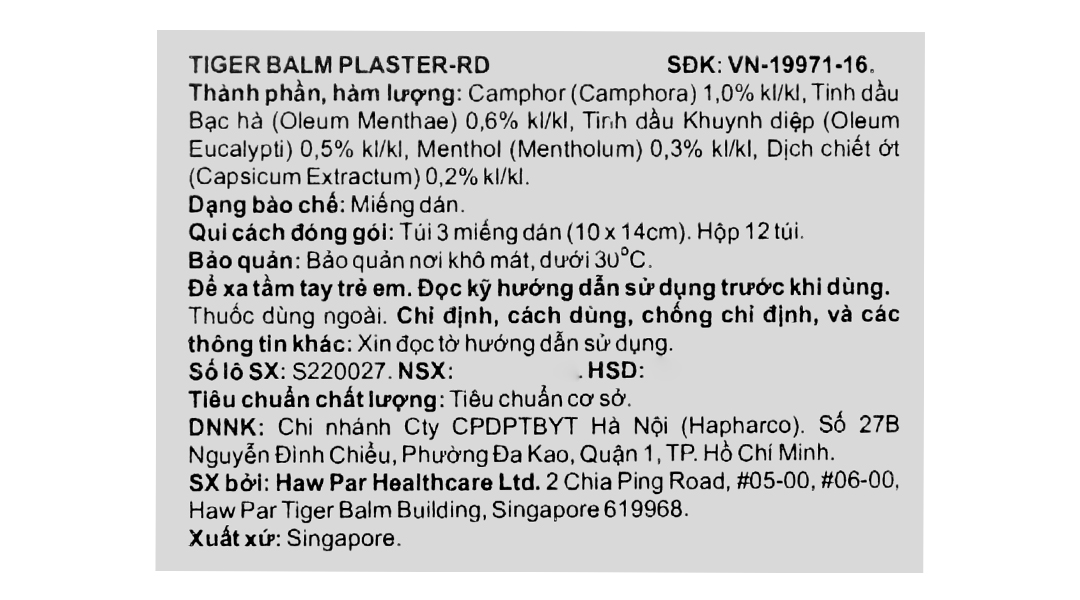 TIGER BALM PLASTER-RD SĐK: VN-19971-16.
Thành phần, hàm lượng: Camphor (Camphora) 1,0% kl/kl, Tinh dầu
Bạc hà (Oleum Menthae) 0,6% kl/kl, Tinh dầu Khuynh diệp (Oleum
Eucalypti) 0,5% kl/kl, Menthol (Mentholum) 0,3% kl/kl, Dịch chiết ớt
(Capsicum Extractum) 0,2% kl/kl.
Dạng bào chế: Miếng dán.
Qui cách đóng gói: Túi 3 miếng dán (10 x 14cm). Hộp 12 túi.
Bảo quản: Bảo quản nơi khô mát, dưới 30°C.
Để xa tầm tay trẻ em. Đọc kỹ hướng dẫn sử dụng trước khi dùng.
Thuốc dùng ngoài. Chỉ định, cách dùng, chống chỉ định, và các
thông tin khác: Xin đọc tờ hướng dẫn sử dụng.
Số lô SX: S220027. NSX: . HSD:
Tiêu chuẩn chất lượng: Tiêu chuẩn cơ sở.
DNNK: Chi nhánh Cty CPDPTBYT Hà Nội (Hapharco). Số 27B
Nguyễn Đình Chiểu, Phường Đa Kao, Quận 1, TP. Hồ Chí Minh.
SX bởi: Haw Par Healthcare Ltd. 2 Chia Ping Road, #05-00, #06-00,
Haw Par Tiger Balm Building, Singapore 619968.
Xuất xứ: Singapore.